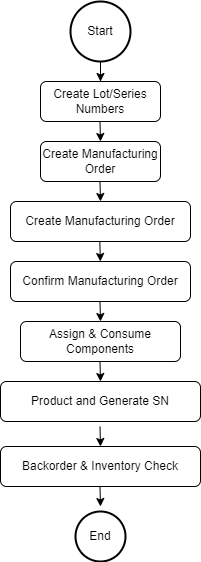 Start
Create Lot/Series
Numbers
Create Manufacturing
Order
Create Manufacturing Order
Confirm Manufacturing Order
Assign & Consume
Components
Product and Generate SN
Backorder & Inventory Check
End